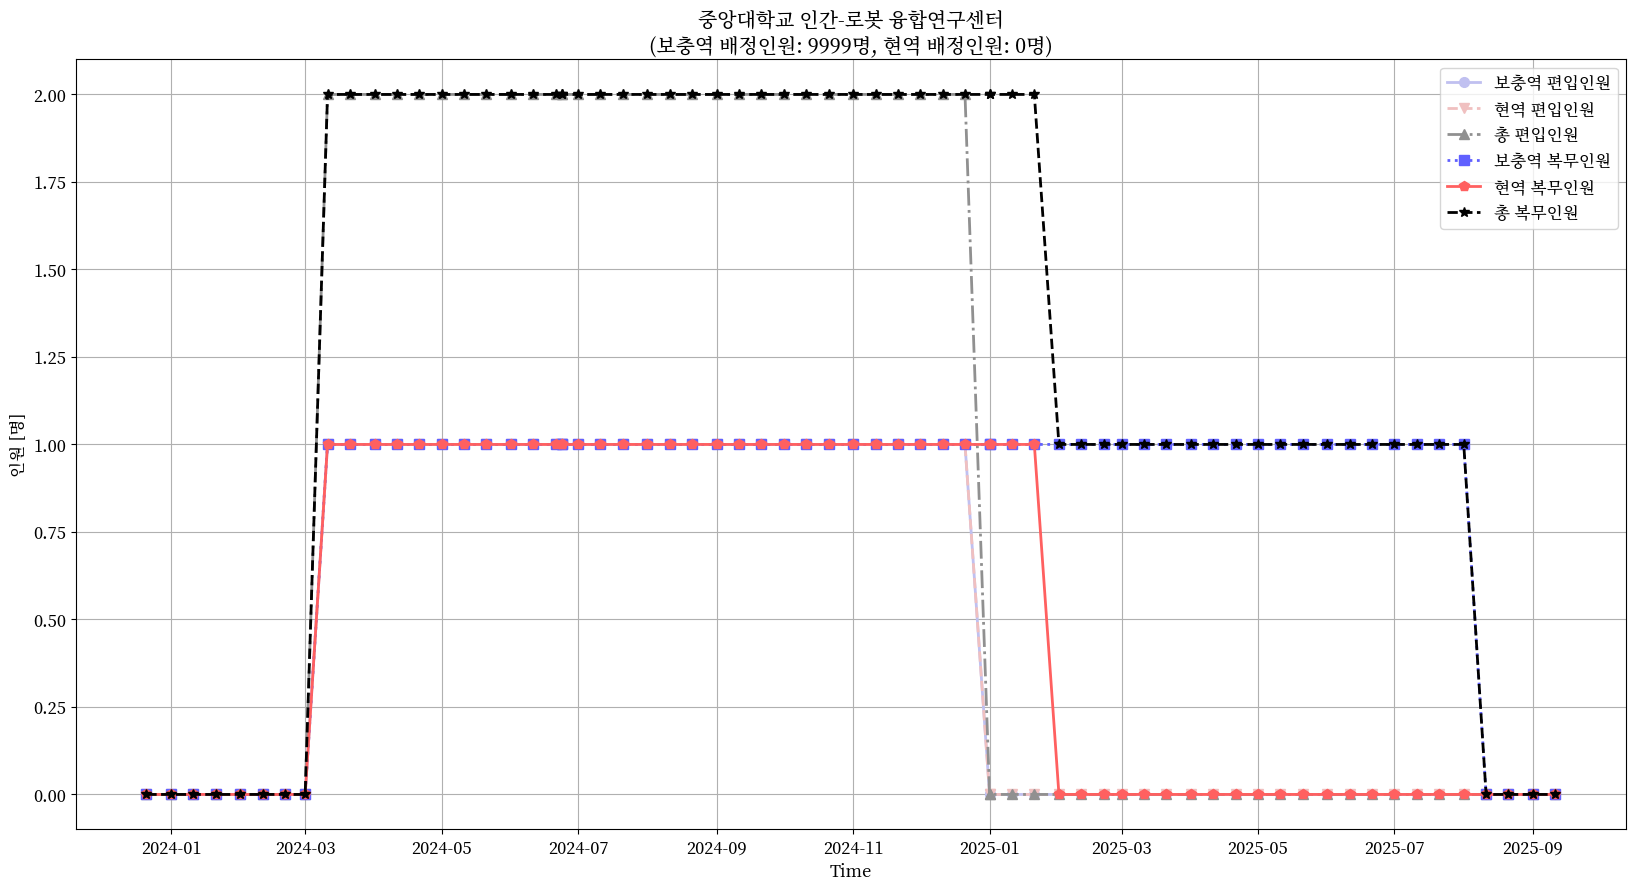 중앙대학교 인간-로봇 융합연구센터
(보충역 배정인원: 9999명, 현역 배정인원: 0명)
보충역 편입인원
현역 편입인원
총 편입인원
보충역 복무인원
현역 복무인원
총 복무인원
2.00
1.75
1.50
1.25
1.00
0.75
0.50
0.25
0.00
인원 [명]
2024-01 2024-03 2024-05 2024-07 2024-09 2024-11 2025-01 2025-03 2025-05 2025-07 2025-09
Time